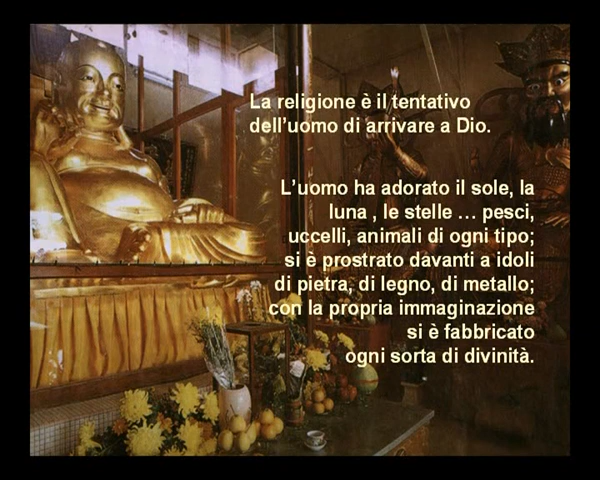 La religione è il tentativo
dell'uomo di arrivare a Dio.
L'uomo ha adorato il sole, la
luna , le stelle … pesci,
uccelli, animali di ogni tipo;
si è prostrato davanti a idoli
di pietra, di legno, di metallo;
con la propria immaginazione
si è fabbricato
ogni sorta di divinità.